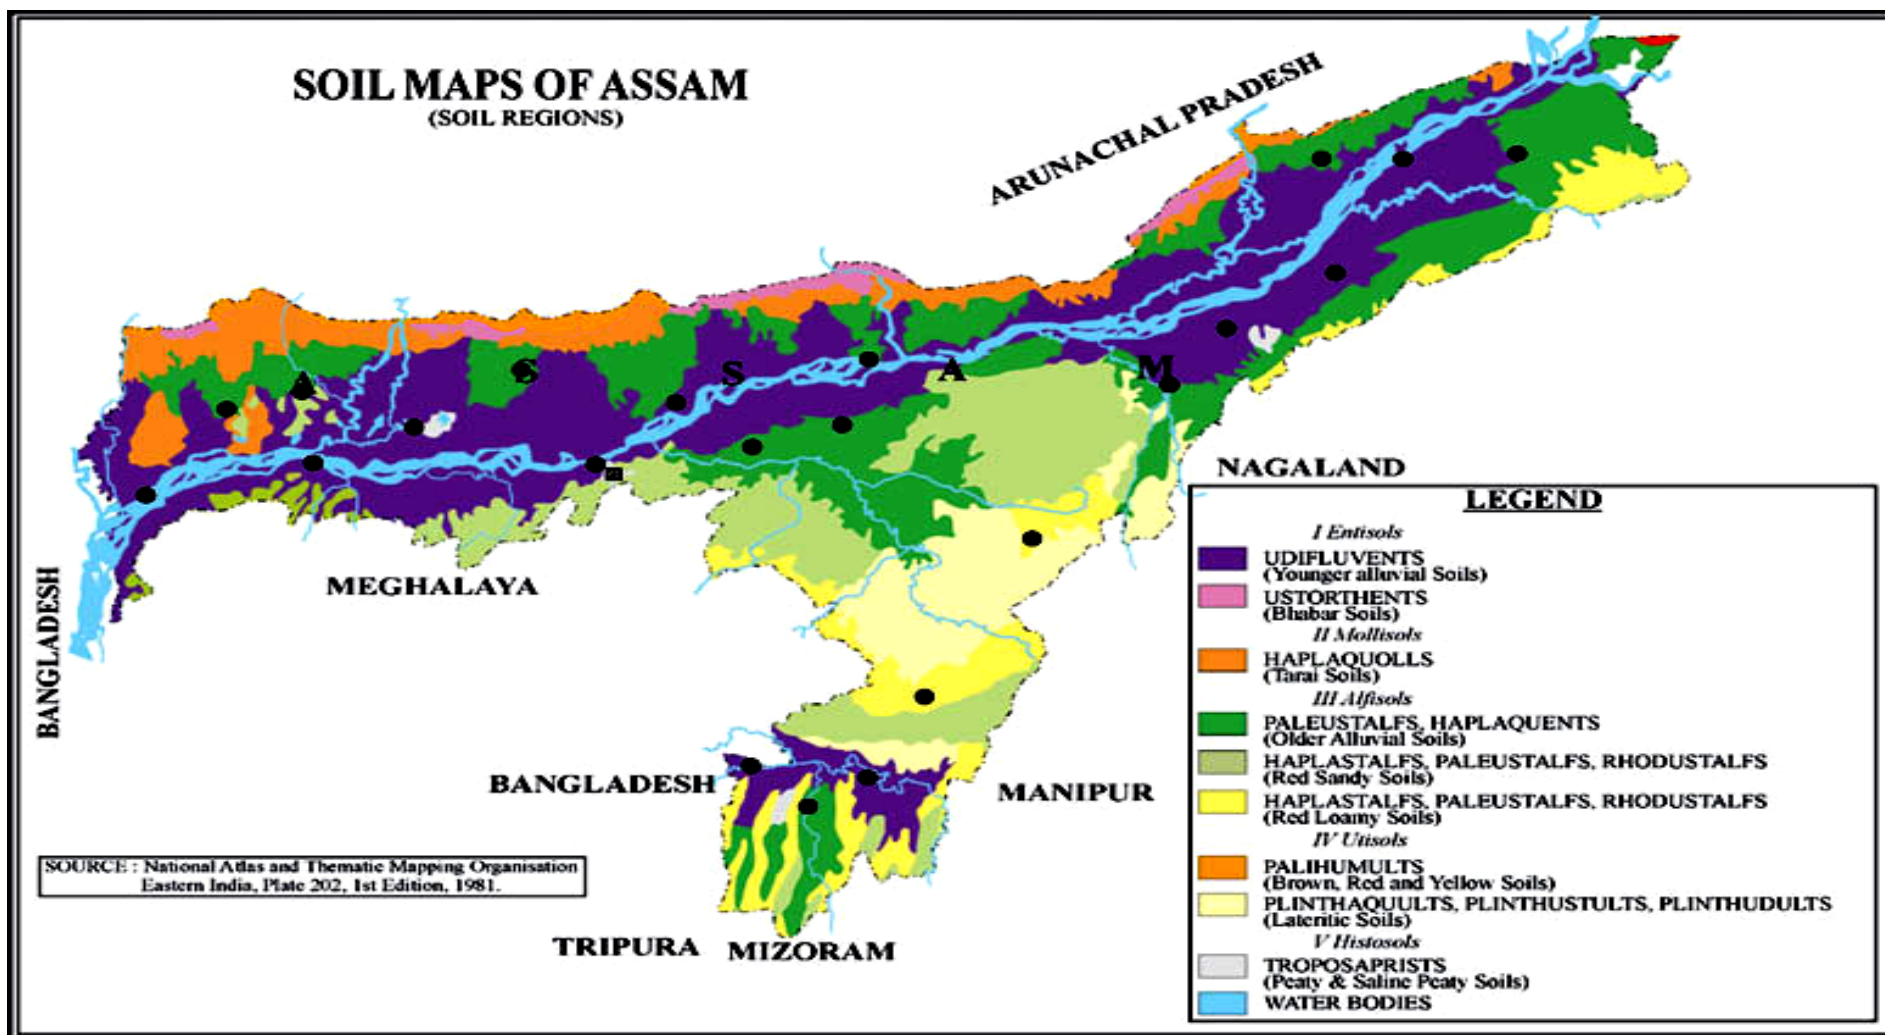 SOIL MAPS OF ASSAM
(SOIL REGIONS)
ARUNACHAL PRADESH
A S S A M
NAGALAND
MEGHALAYA
BANGLADESH
BANGLADESH
MANIPUR
TRIPURA
MIZORAM
SOURCE : National Atlas and Thematic Mapping Organisation
Eastern India, Plate 202, 1st Edition, 1981.
LEGEND
I Entisols
UDIFLUVENTS
(Younger alluvial Soils)
USTORTHENTS
(Bhabar Soils)
II Mollisols
HAPLAQUOLLS
(Tarai Soils)
III Alfisols
PALEUSTALFS, HAPLAQUENTS
(Older Alluvial Soils)
HAPLASTALFS, PALEUSTALFS, RHODUSTALFS
(Red Sandy Soils)
HAPLASTALFS, PALEUSTALFS, RHODUSTALFS
(Red Loamy Soils)
IV Utisols
PALIHUMULTS
(Brown, Red and Yellow Soils)
PLINTHAQUULTS, PLINTHUSTULTS, PLINTHUDULTS
(Lateritic Soils)
V Histosols
TROPOSAPRISTS
(Peaty & Saline Peaty Soils)
WATER BODIES